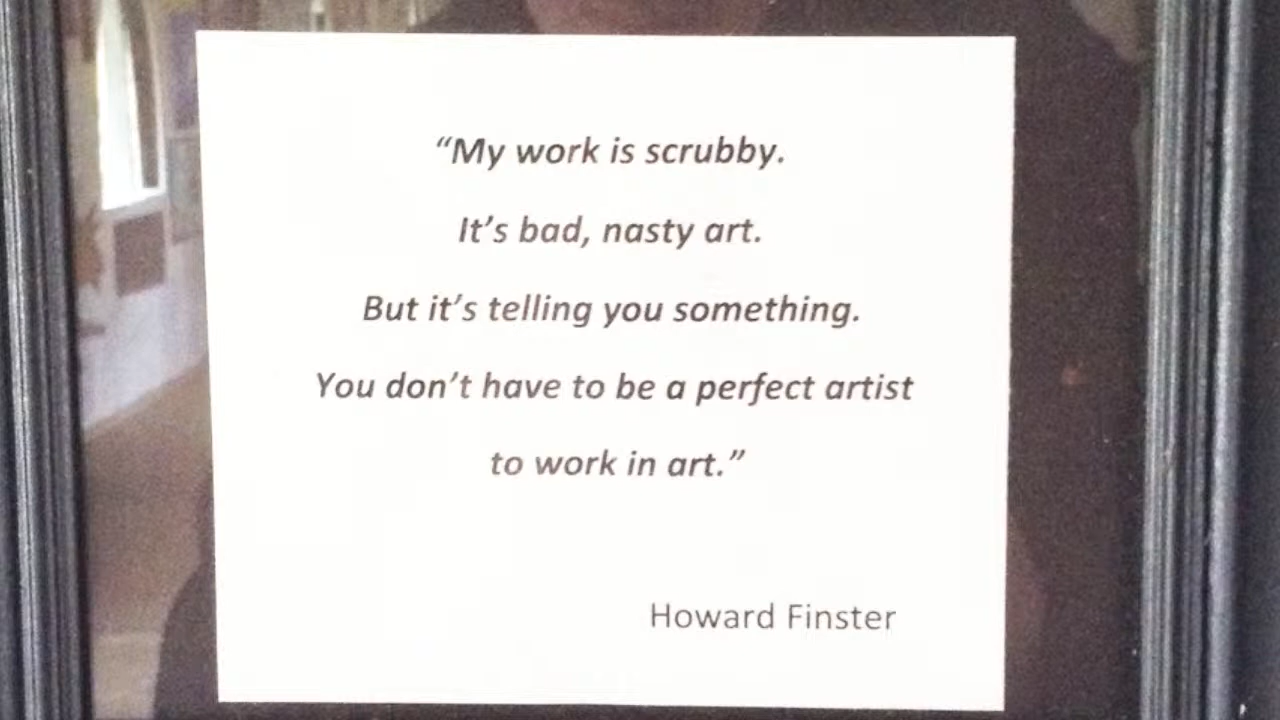 “My work is scrubby.
It’s bad, nasty art.
But it’s telling you something.
You don’t have to be a perfect artist
to work in art.”
Howard Finster